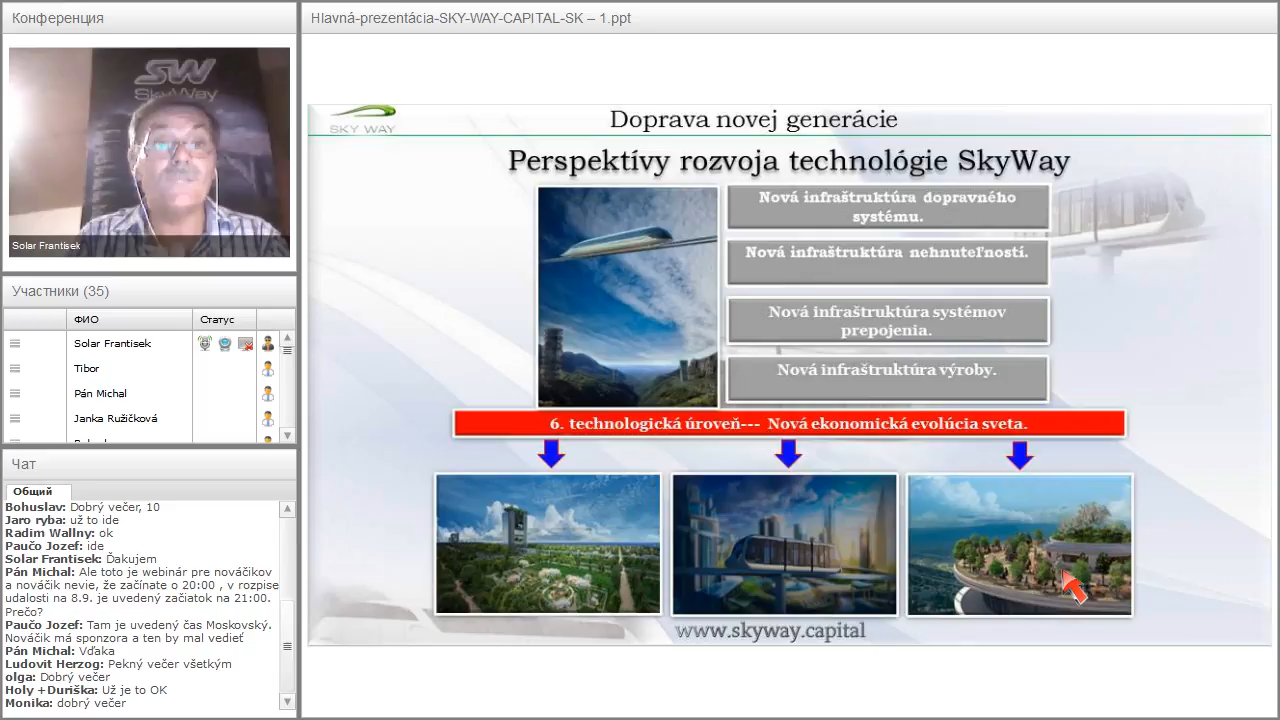 Конференция
SW
SkyWay
Solar Frantisek
Участники (35)
ФИО
Статус
Solar Frantisek
Tibor
Pán Michal
Janka Ružičková
Чат
Общий
Bohuslav: Dobrý večer, 10
Jaro ryba: už to ide
Radim Wallny: ok
Paučo Jozef: ide
Solar Frantisek: Ďakujem
Pán Michal: Ale toto je webinár pre nováčikov
a nováčik nevie, že začínate o 20:00 , v rozpise
udalosti na 8.9. je uvedený začiatok na 21:00.
Prečo?
Paučo Jozef: Tam je uvedený čas Moskovský.
Nováčik má sponzora a ten by mal vedieť
Pán Michal: Vďaka
Ludovit Herzog: Pekný večer všetkým
olga: Dobrý večer
Holy +Duriška: Už je to OK
Monika: dobrý večer
Hlavná-prezentácia-SKY-WAY-CAPITAL-SK – 1.ppt
SKY WAY
Doprava novej generácie
Perspektívy rozvoja technológie SkyWay
Nová infraštruktúra dopravného
systému.
Nová infraštruktúra nehnuteľností.
Nová infraštruktúra systémov
prepojenia.
Nová infraštruktúra výroby.
6. technologická úroveň--- Nová ekonomická evolúcia sveta.
www.skyway.capital